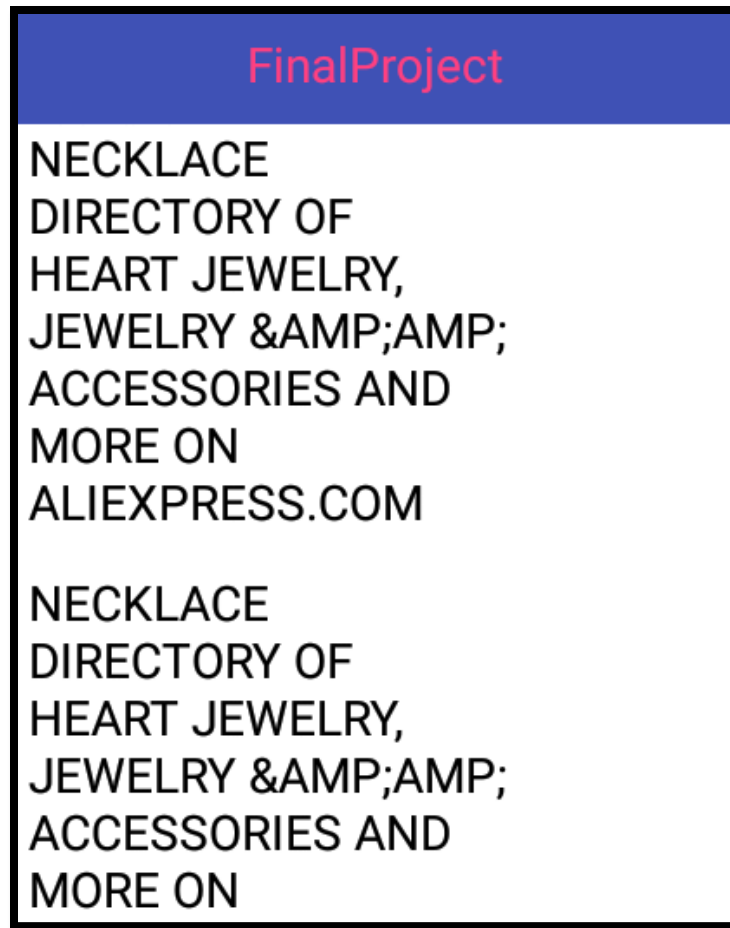 FinalProject
NECKLACE
DIRECTORY OF
HEART JEWELRY,
JEWELRY &AMP;AMP;
ACCESSORIES AND
MORE ON
ALIEXPRESS.COM
NECKLACE
DIRECTORY OF
HEART JEWELRY,
JEWELRY &AMP;AMP;
ACCESSORIES AND
MORE ON